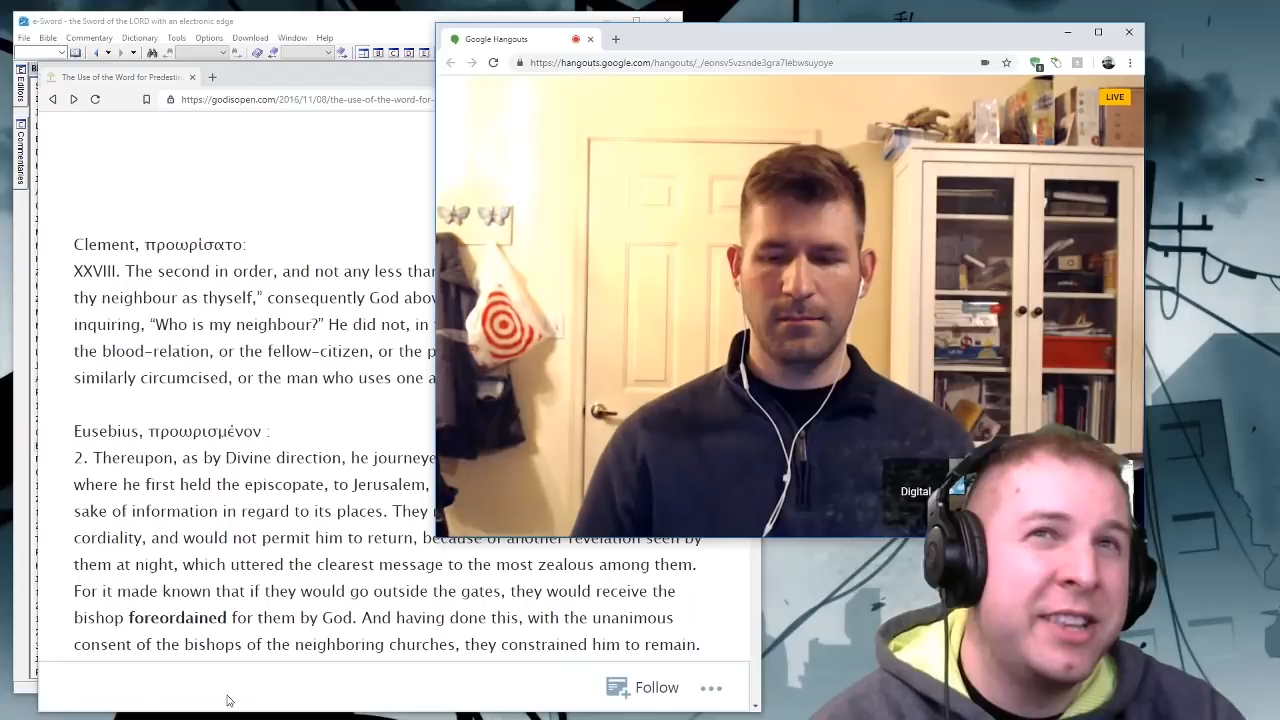 e-Sword - the Sword of the LORD with an electronic edge
File Edit View Bible Commentary Dictionary Tools Options Download Window Help
Editors
Commentaries
The Use of the Word for Predestin
https://godisopen.com/2016/11/08/the-use-of-the-word-for-
Google Hangouts
https://hangouts.google.com/hangouts/_/eonsv5vzsnde3gra7lebwsuyoye
LIVE
Clement, προωρίσατο:
XXVIII. The second in order, and not any less than
thy neighbour as thyself,” consequently God abov
inquiring, “Who is my neighbour?” He did not, in
the blood-relation, or the fellow-citizen, or the p
similarly circumcised, or the man who uses one a
Eusebius, προωρισμένον :
2. Thereupon, as by Divine direction, he journeye
where he first held the episcopate, to Jerusalem,
sake of information in regard to its places. They
cordiality, and would not permit him to return, because of another revelation seen by
them at night, which uttered the clearest message to the most zealous among them.
For it made known that if they would go outside the gates, they would receive the
bishop foreordained for them by God. And having done this, with the unanimous
consent of the bishops of the neighboring churches, they constrained him to remain.
Digital
Follow